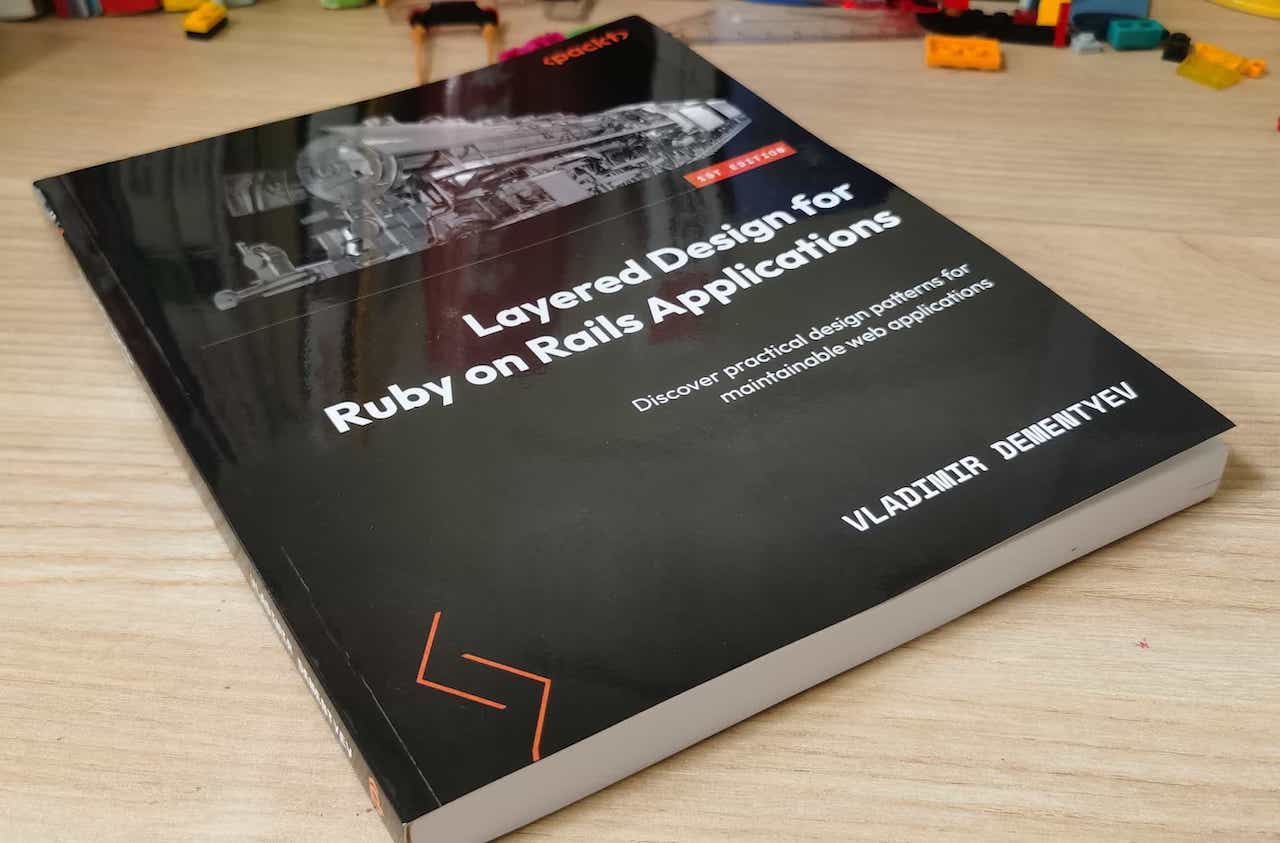 <packt>
1ST EDITION
Layered Design for
Ruby on Rails Applications
Discover practical design patterns for
maintainable web applications
VLADIMIR DEMENTYEV